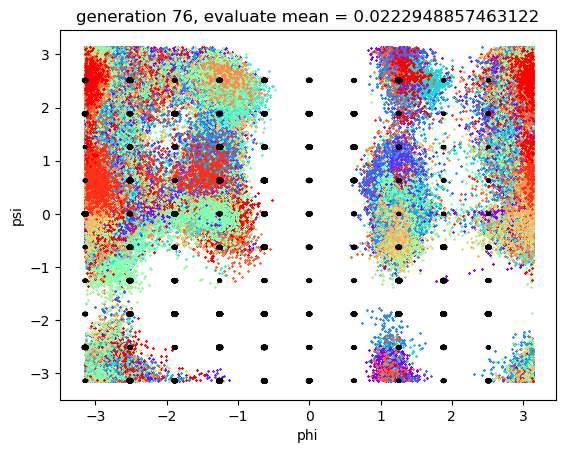 generation 76, evaluate mean = 0.0222948857463122
3
2
1
0
−1
−2
−3
psi
−3 −2 −1 0 1 2 3
phi